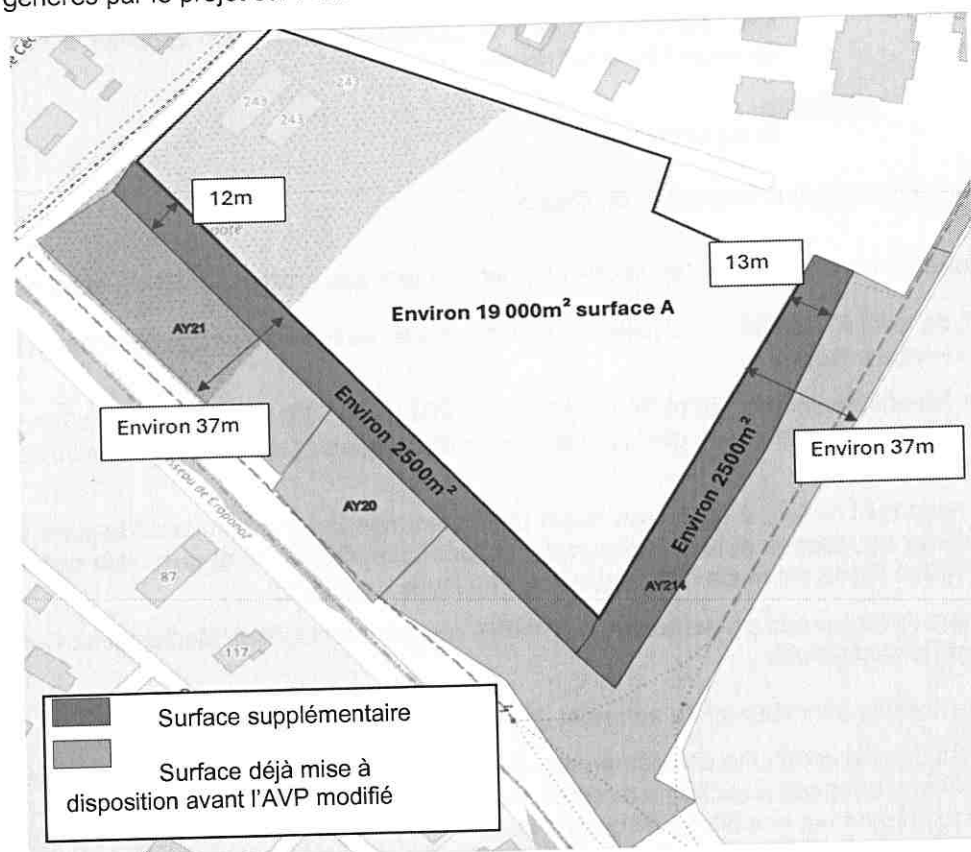 générés par le projet
243
24
243
12m
13m
Environ 19 000m² surface A
AY21
Environ 37m
Environ 2500m²
Environ 2500m²
Environ 37m
AY20
AY214
87
117
Surface supplémentaire
Surface déjà mise à
disposition avant l'AVP modifié